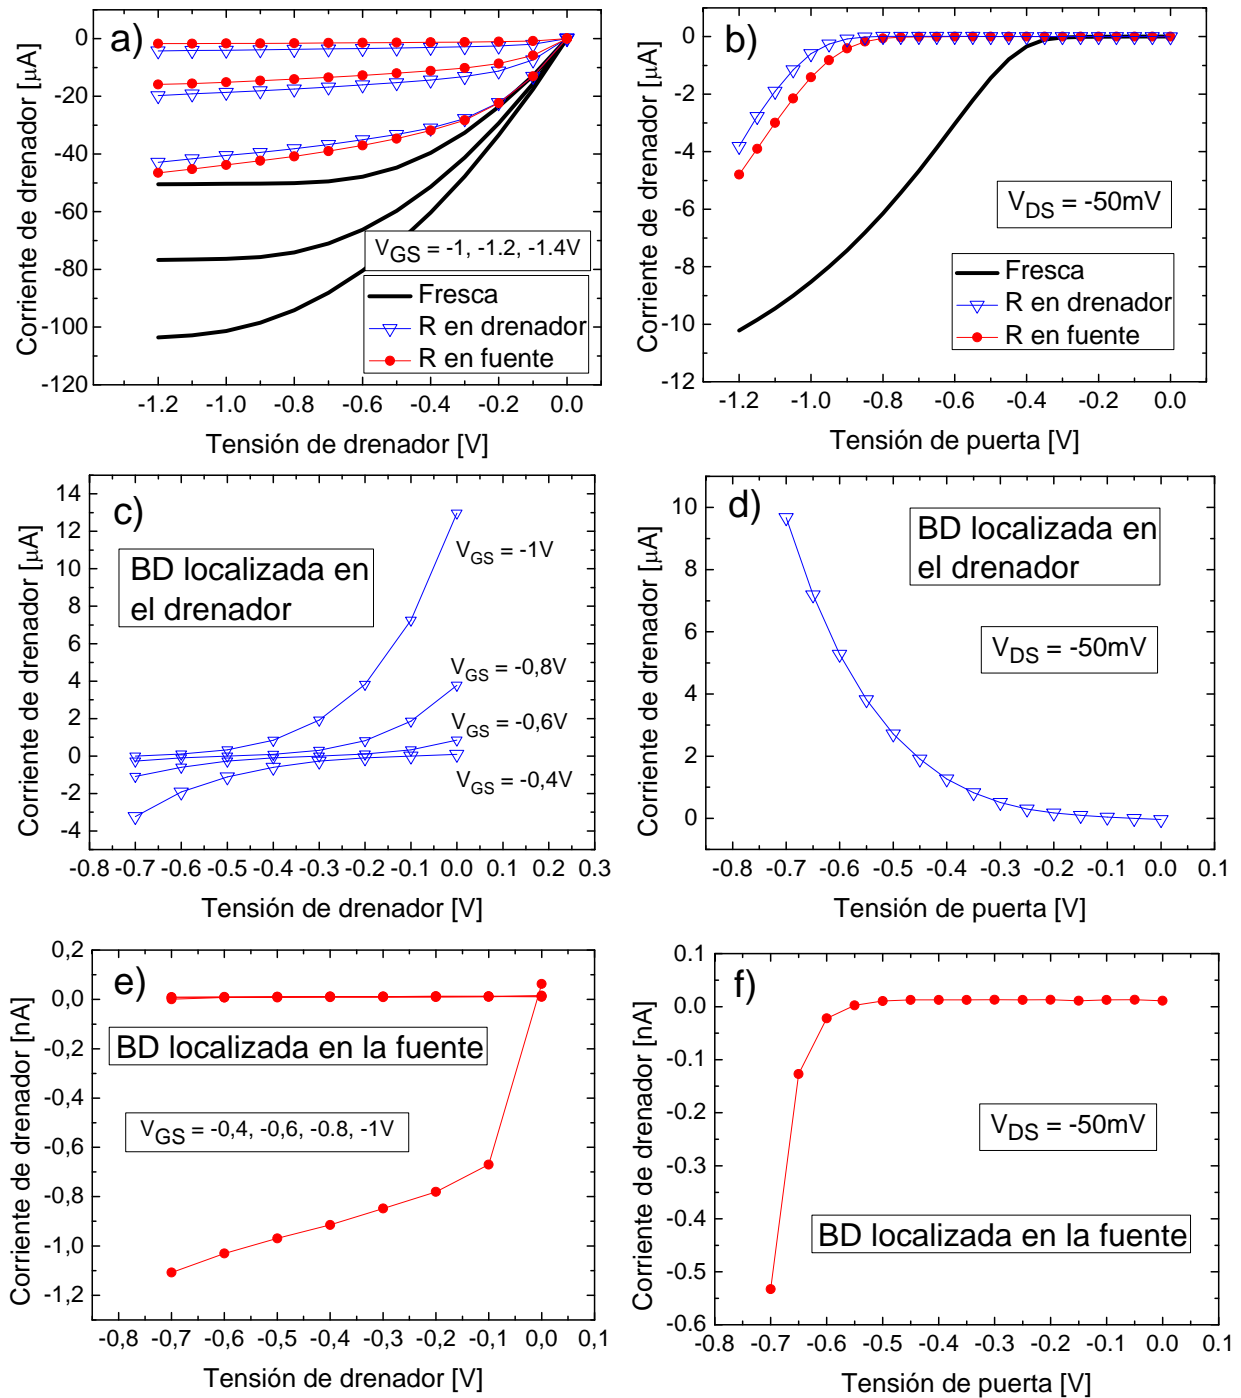 a)
Corriente de drenador [μA]
0
-20
-40
-60
-80
-100
-120
V_GS = -1, -1.2, -1.4V
Fresca
R en drenador
R en fuente
-1.2 -1.0 -0.8 -0.6 -0.4 -0.2 0.0
Tensión de drenador [V]
b)
Corriente de drenador [μA]
0
-2
-4
-6
-8
-10
-12
V_DS = -50mV
Fresca
R en drenador
R en fuente
-1.2 -1.0 -0.8 -0.6 -0.4 -0.2 0.0
Tensión de puerta [V]
c)
Corriente de drenador [μA]
14
12
10
8
6
4
2
0
-2
-4
BD localizada en
el drenador
V_GS = -1V
V_GS = -0,8V
V_GS = -0,6V
V_GS = -0,4V
-0.8 -0.7 -0.6 -0.5 -0.4 -0.3 -0.2 -0.1 0.0 0.1 0.2 0.3
Tensión de drenador [V]
d)
Corriente de drenador [μA]
10
8
6
4
2
0
BD localizada en
el drenador
V_DS = -50mV
-0.8 -0.7 -0.6 -0.5 -0.4 -0.3 -0.2 -0.1 0.0 0.1
Tensión de puerta [V]
e)
Corriente de drenador [nA]
0,2
0,0
-0,2
-0,4
-0,6
-0,8
-1,0
-1,2
BD localizada en la fuente
V_GS = -0,4, -0,6, -0.8, -1V
-0,8 -0,7 -0,6 -0,5 -0,4 -0,3 -0,2 -0,1 0,0 0,1
Tensión de drenador [V]
f)
Corriente de drenador [nA]
0.1
0.0
-0.1
-0.2
-0.3
-0.4
-0.5
-0.6
V_DS = -50mV
BD localizada en la fuente
-0.8 -0.7 -0.6 -0.5 -0.4 -0.3 -0.2 -0.1 0.0 0.1
Tensión de puerta [V]